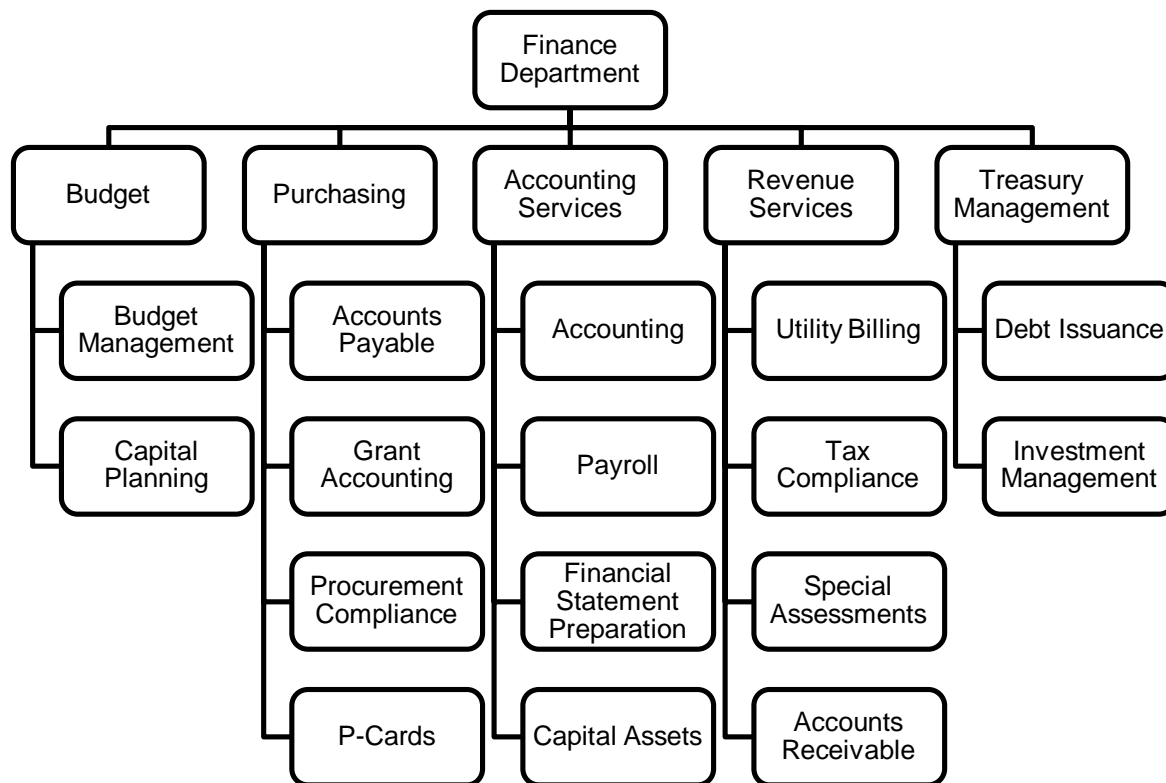 Finance
Department
Budget
Purchasing
Accounting
Services
Revenue
Services
Treasury
Management
Budget
Management
Capital
Planning
Accounts
Payable
Grant
Accounting
Procurement
Compliance
P-Cards
Accounting
Payroll
Financial
Statement
Preparation
Capital Assets
Utility Billing
Tax
Compliance
Special
Assessments
Accounts
Receivable
Debt Issuance
Investment
Management